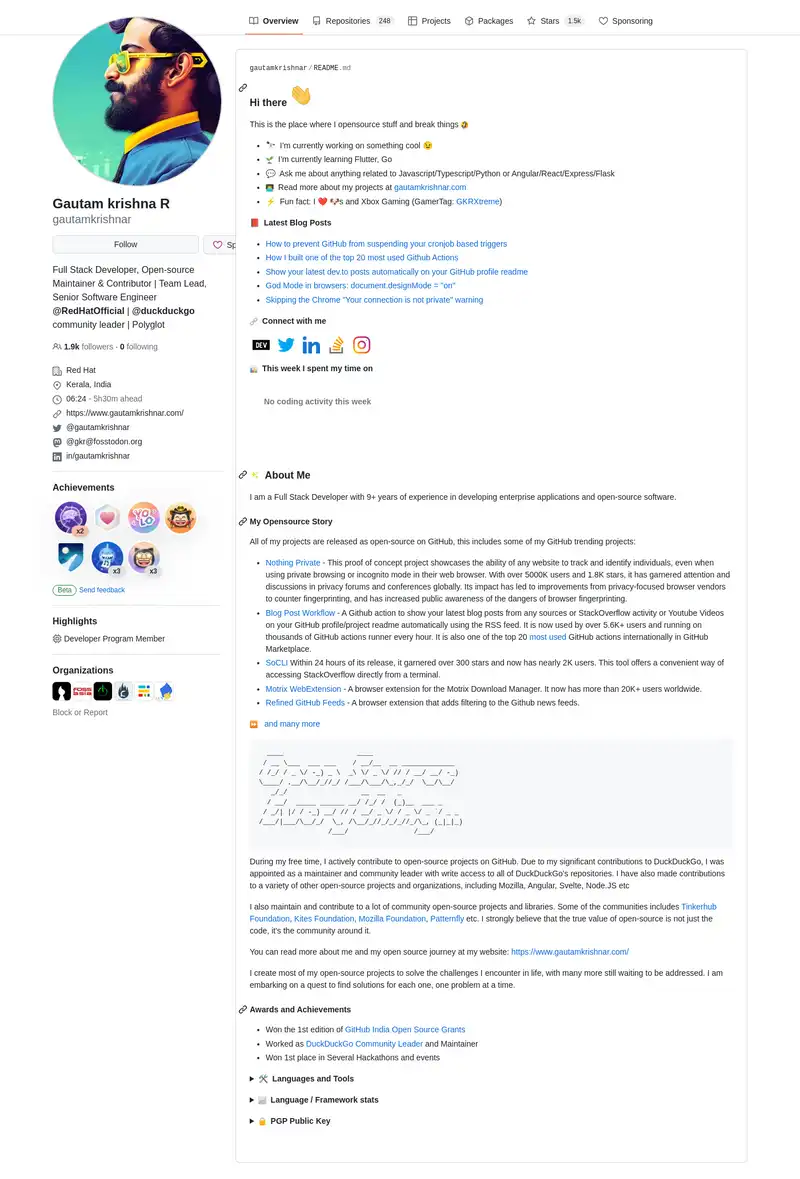 Overview Repositories 248 Projects Packages Stars 1.5k Sponsoring
Gautam krishna R
gautamkrishnar
Follow
Sp
Full Stack Developer, Open-source
Maintainer & Contributor | Team Lead,
Senior Software Engineer
@RedHatOfficial | @duckduckgo
community leader | Polyglot
1.9k followers · 0 following
Red Hat
Kerala, India
06:24 - 5h30m ahead
https://www.gautamkrishnar.com/
@gautamkrishnar
@gkr@fosstodon.org
in/gautamkrishnar
Achievements
x2
YOLO
x3
x3
Beta Send feedback
Highlights
Developer Program Member
Organizations
Block or Report
gautamkrishnar/README.md
Hi there 👋
This is the place where I opensource stuff and break things 🤣
• 🔭 I'm currently working on something cool 😉
• 🌱 I'm currently learning Flutter, Go
• 💬 Ask me about anything related to Javascript/Typescript/Python or Angular/React/Express/Flask
• 👨‍💻 Read more about my projects at gautamkrishnar.com
• ⚡ Fun fact: I ❤️ 🐶s and Xbox Gaming (GamerTag: GKRXtreme)
📕 Latest Blog Posts
• How to prevent GitHub from suspending your cronjob based triggers
• How I built one of the top 20 most used Github Actions
• Show your latest dev.to posts automatically on your GitHub profile readme
• God Mode in browsers: document.designMode = "on"
• Skipping the Chrome "Your connection is not private" warning
🔗 Connect with me
DEV in
📊 This week I spent my time on
No coding activity this week
✨ About Me
I am a Full Stack Developer with 9+ years of experience in developing enterprise applications and open-source software.
My Opensource Story
All of my projects are released as open-source on GitHub, this includes some of my GitHub trending projects:
• Nothing Private - This proof of concept project showcases the ability of any website to track and identify individuals, even when
using private browsing or incognito mode in their web browser. With over 5000K users and 1.8K stars, it has garnered attention and
discussions in privacy forums and conferences globally. Its impact has led to improvements from privacy-focused browser vendors
to counter fingerprinting, and has increased public awareness of the dangers of browser fingerprinting.
• Blog Post Workflow - A Github action to show your latest blog posts from any sources or StackOverflow activity or Youtube Videos
on your GitHub profile/project readme automatically using the RSS feed. It is now used by over 5.6K+ users and running on
thousands of GitHub actions runner every hour. It is also one of the top 20 most used GitHub actions internationally in GitHub
Marketplace.
• SoCLI Within 24 hours of its release, it garnered over 300 stars and now has nearly 2K users. This tool offers a convenient way of
accessing StackOverflow directly from a terminal.
• Motrix WebExtension - A browser extension for the Motrix Download Manager. It now has more than 20K+ users worldwide.
• Refined GitHub Feeds - A browser extension that adds filtering to the Github news feeds.
⏩ and many more
During my free time, I actively contribute to open-source projects on GitHub. Due to my significant contributions to DuckDuckGo, I was
appointed as a maintainer and community leader with write access to all of DuckDuckGo's repositories. I have also made contributions
to a variety of other open-source projects and organizations, including Mozilla, Angular, Svelte, Node.JS etc
I also maintain and contribute to a lot of community open-source projects and libraries. Some of the communities includes Tinkerhub
Foundation, Kites Foundation, Mozilla Foundation, Patternfly etc. I strongly believe that the true value of open-source is not just the
code, it's the community around it.
You can read more about me and my open source journey at my website: https://www.gautamkrishnar.com/
I create most of my open-source projects to solve the challenges I encounter in life, with many more still waiting to be addressed. I am
embarking on a quest to find solutions for each one, one problem at a time.
Awards and Achievements
• Won the 1st edition of GitHub India Open Source Grants
• Worked as DuckDuckGo Community Leader and Maintainer
• Won 1st place in Several Hackathons and events
▶ 🛠️ Languages and Tools
▶ 📈 Language / Framework stats
▶ 🔒 PGP Public Key